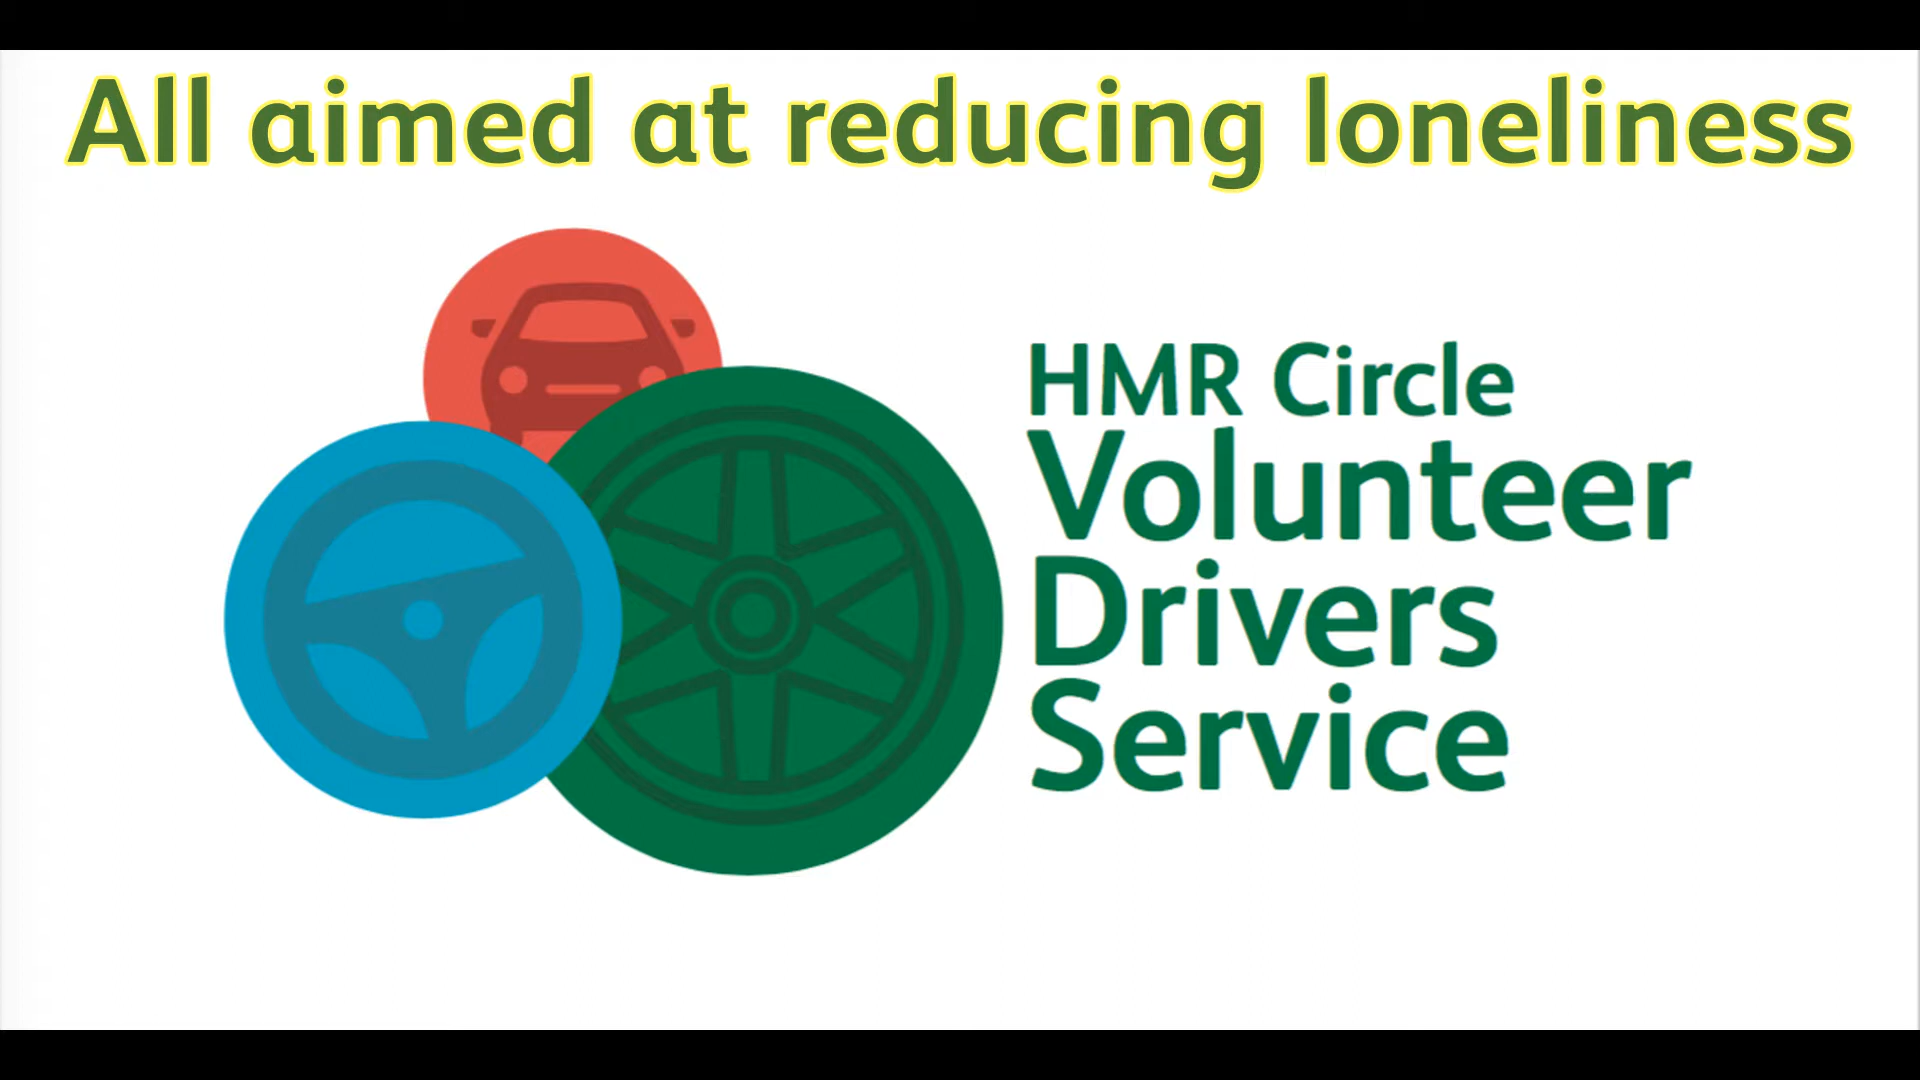 All aimed at reducing loneliness
HMR Circle
Volunteer
Drivers
Service